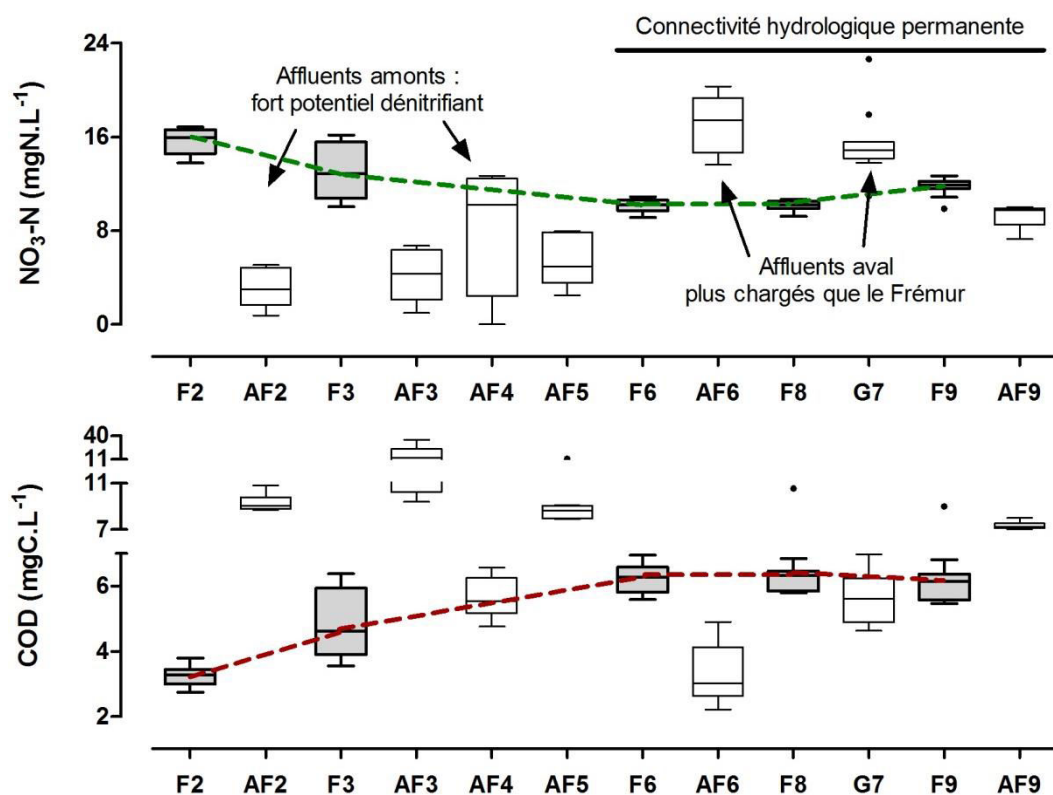 Connectivité hydrologique permanente
24
Affluents amonts :
fort potentiel dénitrifiant
16
8
0
NO3-N (mgN.L-1)
Affluents aval
plus chargés que le Frémur
F2 AF2 F3 AF3 AF4 AF5 F6 AF6 F8 G7 F9 AF9
40
11
11
7
6
4
2
COD (mgC.L-1)
F2 AF2 F3 AF3 AF4 AF5 F6 AF6 F8 G7 F9 AF9